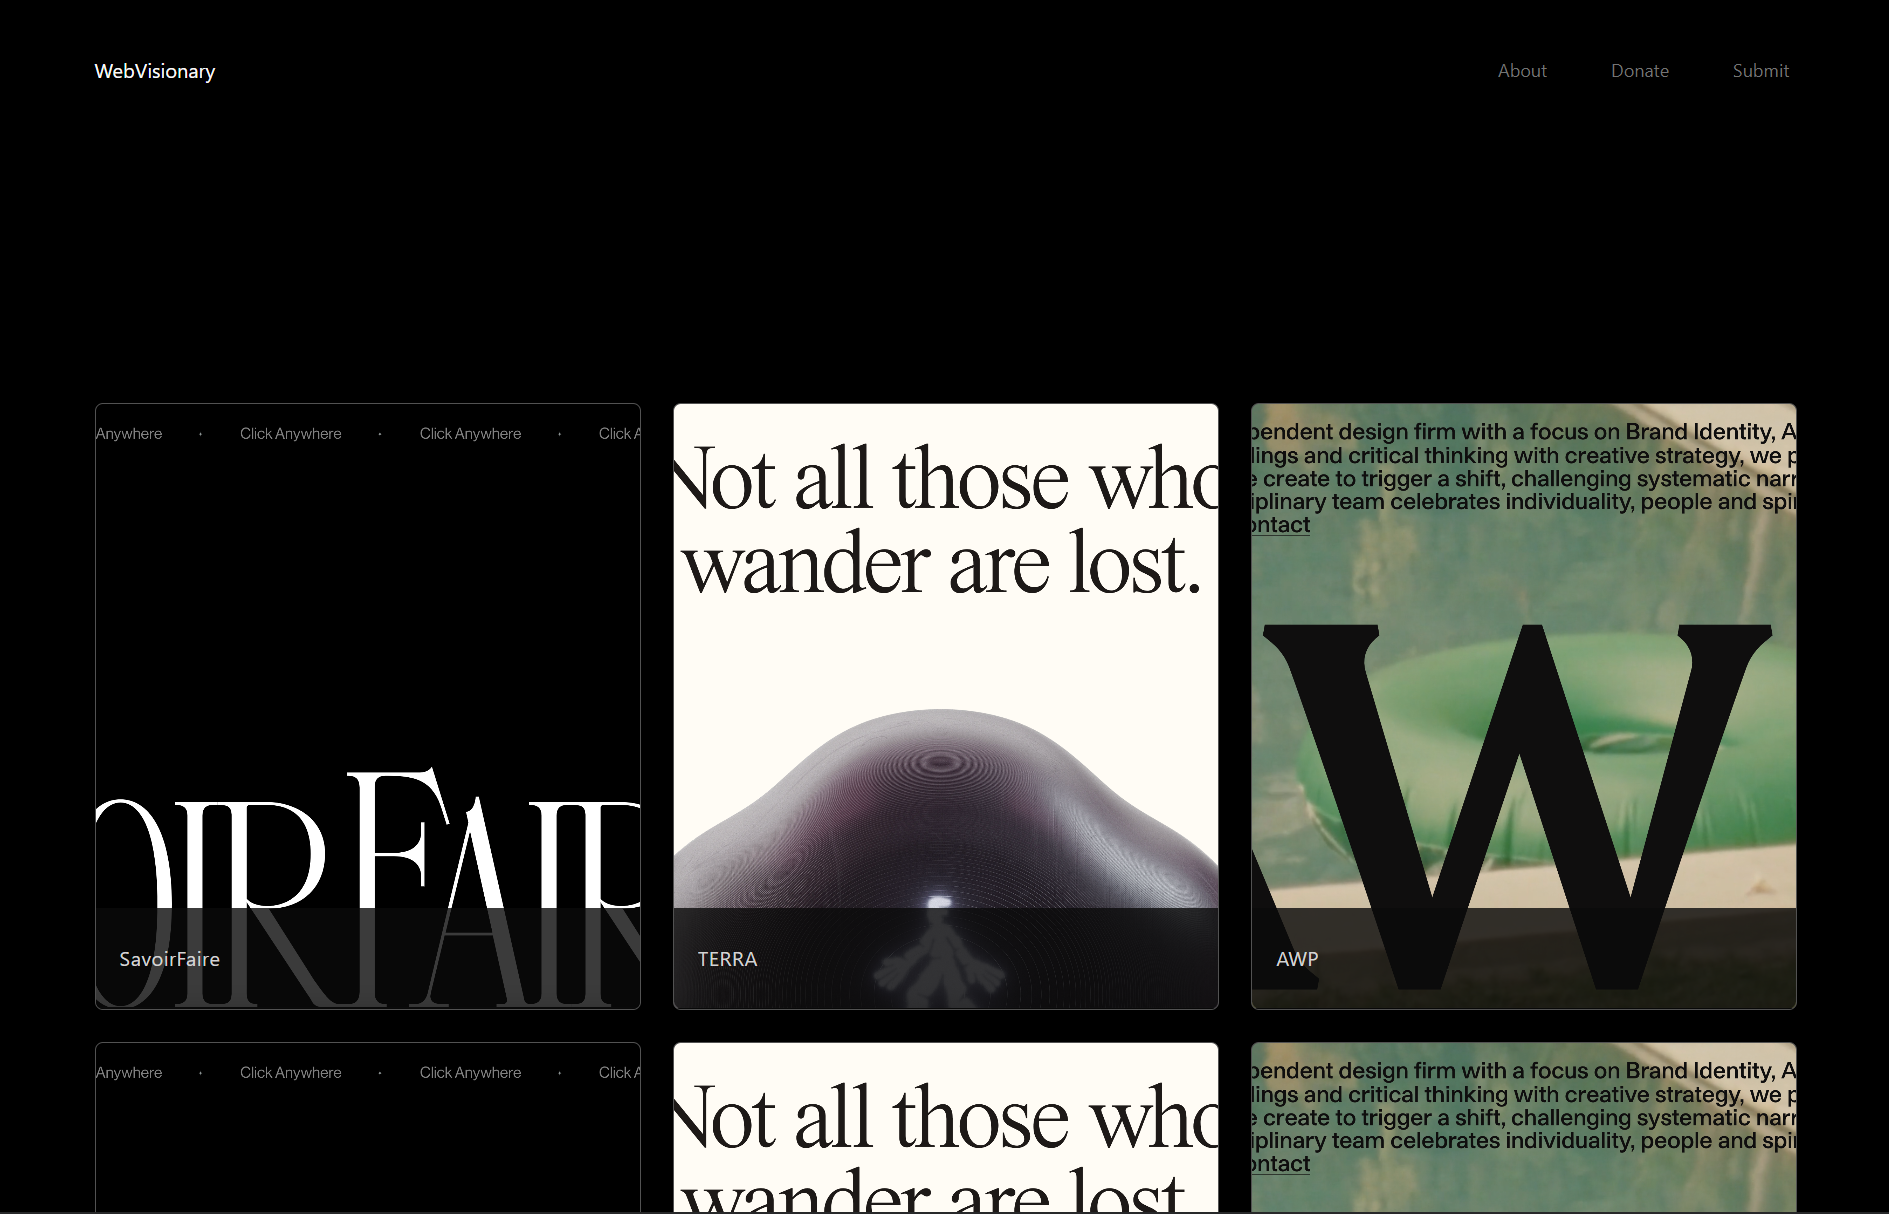 WebVisionary
About Donate Submit
Anywhere · Click Anywhere · Click Anywhere · Click A
OIRFAIR
SavoirFaire
Not all those who
wander are lost.
TERRA
pendent design firm with a focus on Brand Identity, A
lings and critical thinking with creative strategy, we p
e create to trigger a shift, challenging systematic narr
iplinary team celebrates individuality, people and spir
ontact
W
AWP
Anywhere · Click Anywhere · Click Anywhere · Click A
Not all those who
wander are lost.
pendent design firm with a focus on Brand Identity, A
lings and critical thinking with creative strategy, we p
e create to trigger a shift, challenging systematic narr
iplinary team celebrates individuality, people and spir
ontact